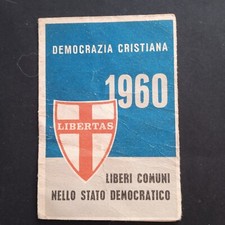 DEMOCRAZIA CRISTIANA
1960
LIBERTAS
LIBERI COMUNI
NELLO STATO DEMOCRATICO